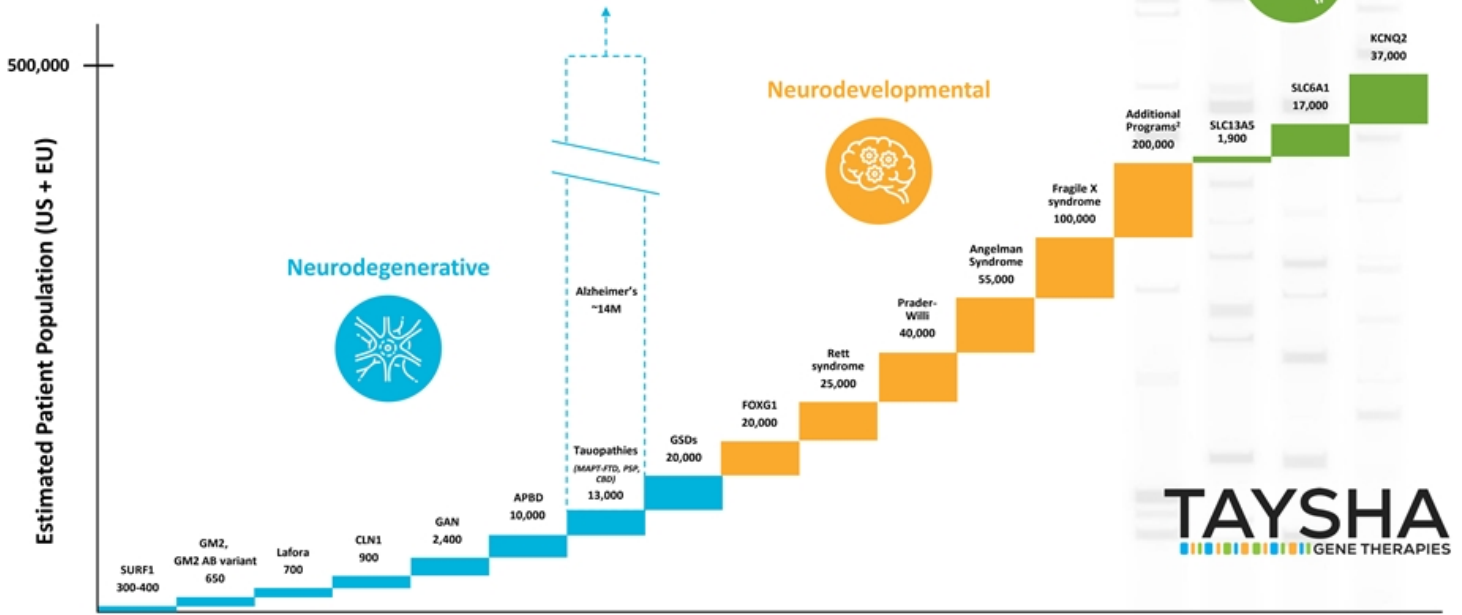 500,000
Estimated Patient Population (US + EU)
Neurodegenerative
Neurodevelopmental
SURF1
300-400
GM2,
GM2 AB variant
650
Lafora
700
CLN1
900
GAN
2,400
APBD
10,000
Alzheimer's
~14M
Tauopathies
(MAPT-FTD, PSP,
CBD)
13,000
GSDs
20,000
FOXG1
20,000
Rett
syndrome
25,000
Prader-
Willi
40,000
Angelman
Syndrome
55,000
Fragile X
syndrome
100,000
Additional
Programs²
200,000
SLC13A5
1,900
SLC6A1
17,000
KCNQ2
37,000
TAYSHA
GENE THERAPIES